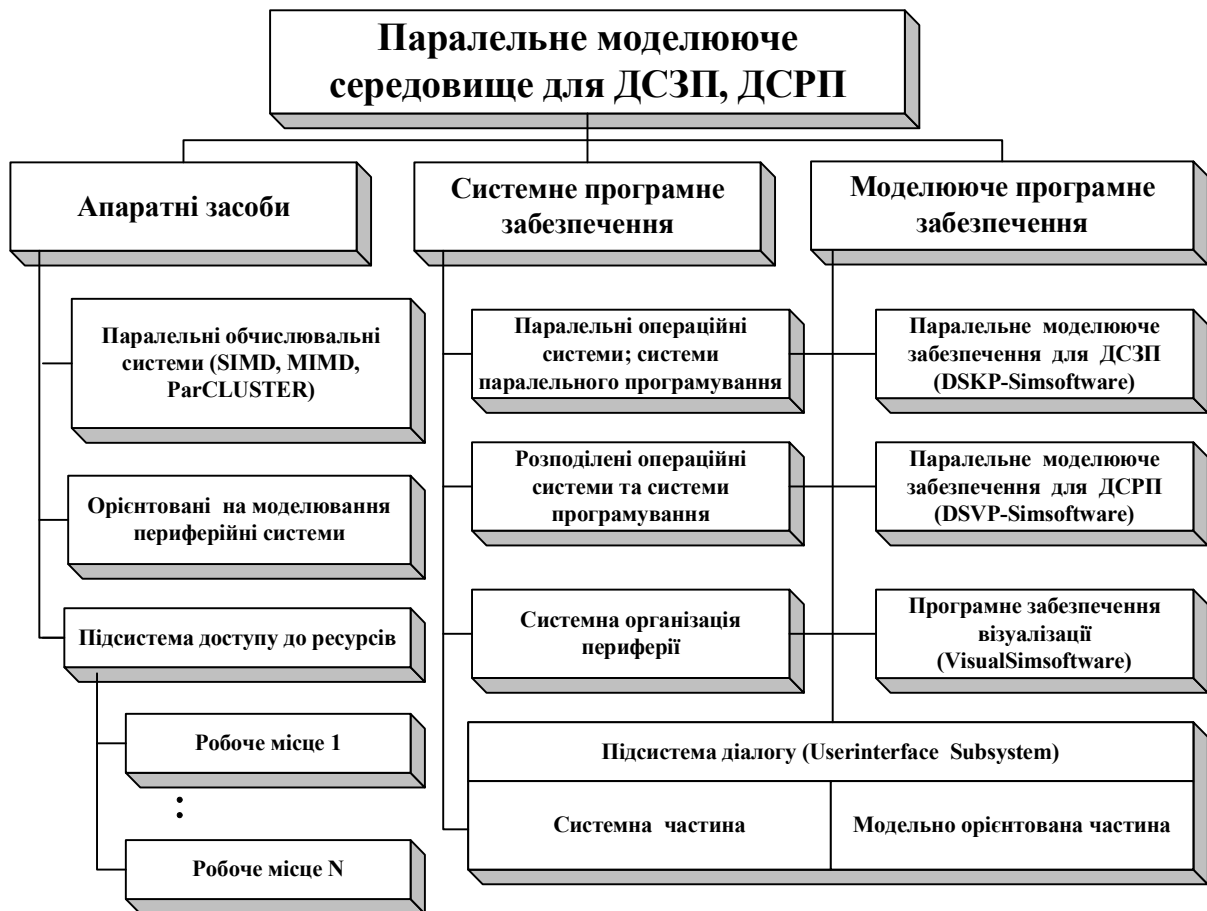 Паралельне моделююче
середовище для ДСЗП, ДСРП
Апаратні засоби
Системне програмне
забезпечення
Моделююче програмне
забезпечення
Паралельні обчислювальні
системи (SIMD, MIMD,
ParCLUSTER)
Паралельні операційні
системи; системи
паралельного програмування
Паралельне моделююче
забезпечення для ДСЗП
(DSKP-Simsoftware)
Орієнтовані на моделювання
периферійні системи
Розподілені операційні
системи та системи
програмування
Паралельне моделююче
забезпечення для ДСРП
(DSVP-Simsoftware)
Підсистема доступу до ресурсів
Системна організація
периферії
Програмне забезпечення
візуалізації
(VisualSimsoftware)
Робоче місце 1
:
Робоче місце N
Підсистема діалогу (Userinterface Subsystem)
Системна частина
Модельно орієнтована частина